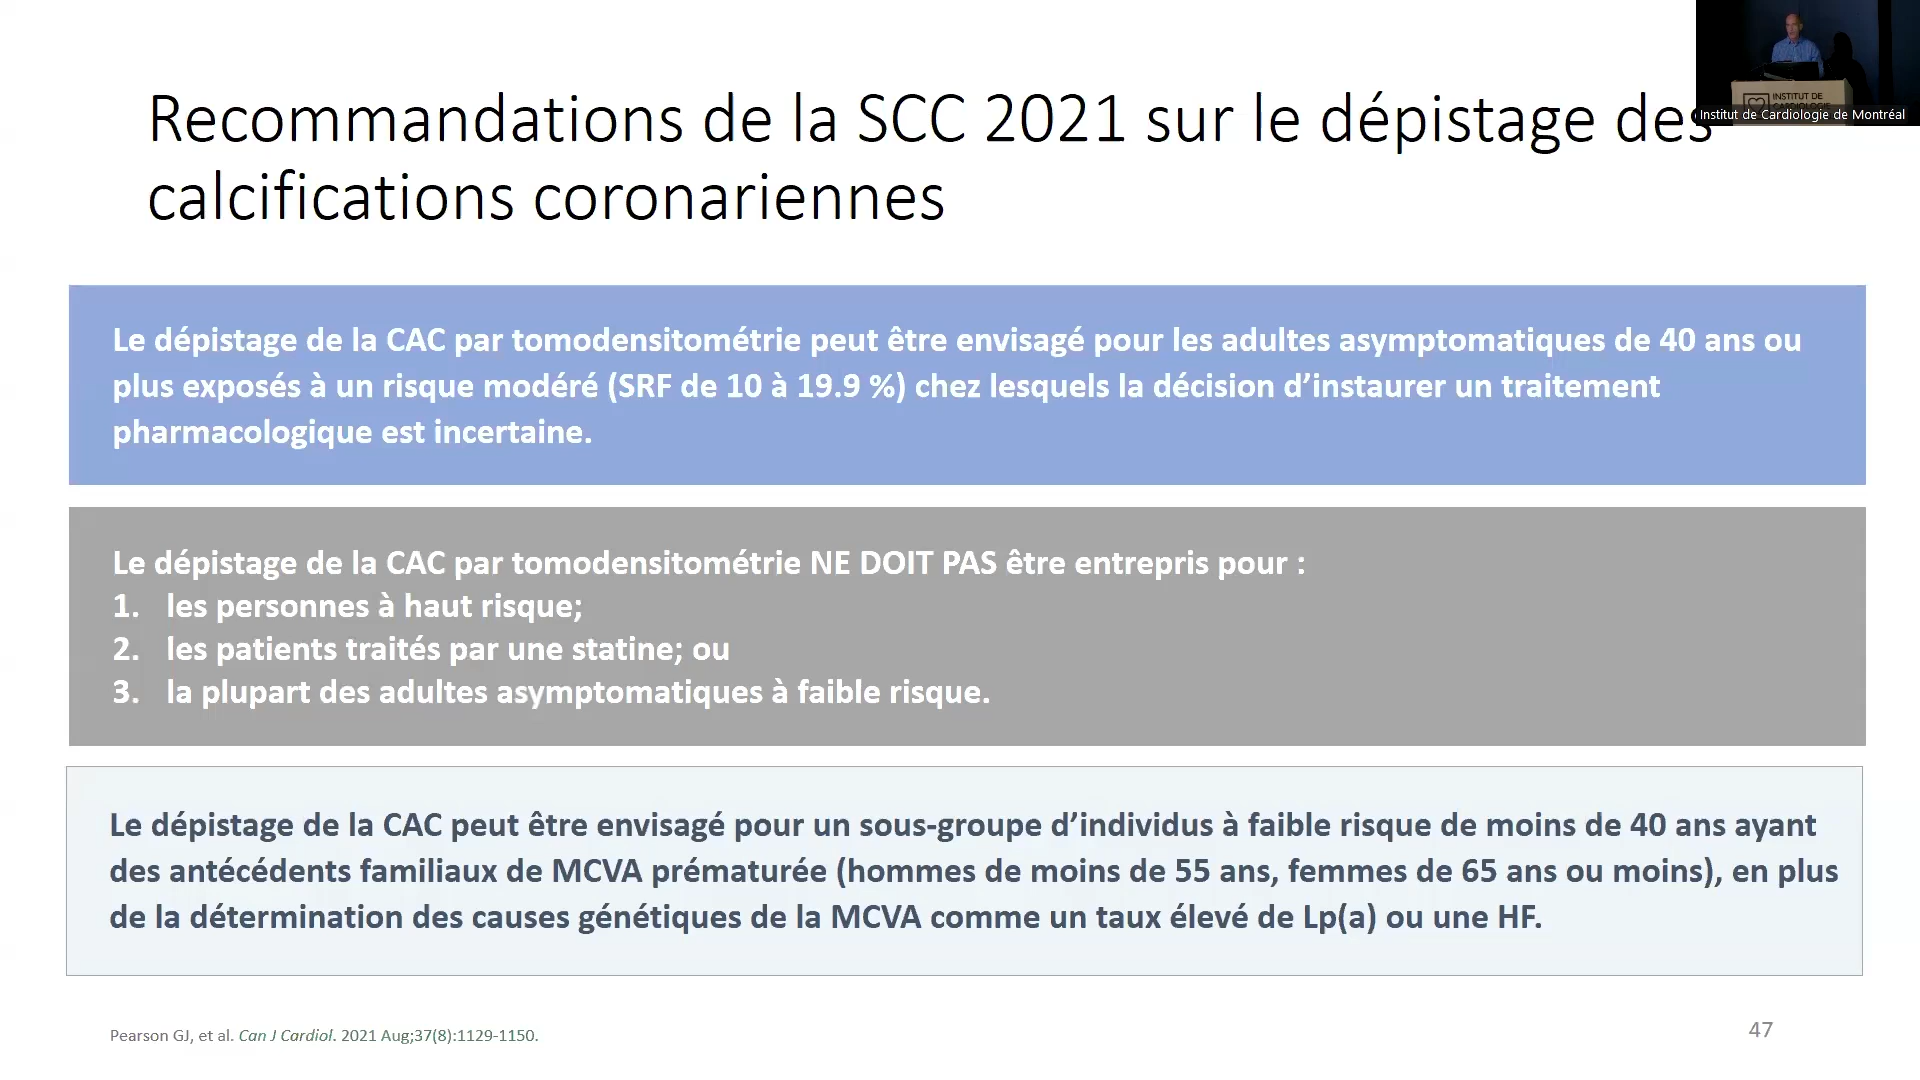 Recommandations de la SCC 2021 sur le dépistage des
calcifications coronariennes
INSTITUT DE
CARDIOLOGIE
Institut de Cardiologie de Montréal
Le dépistage de la CAC par tomodensitométrie peut être envisagé pour les adultes asymptomatiques de 40 ans ou
plus exposés à un risque modéré (SRF de 10 à 19.9 %) chez lesquels la décision d’instaurer un traitement
pharmacologique est incertaine.
Le dépistage de la CAC par tomodensitométrie NE DOIT PAS être entrepris pour :
1. les personnes à haut risque;
2. les patients traités par une statine; ou
3. la plupart des adultes asymptomatiques à faible risque.
Le dépistage de la CAC peut être envisagé pour un sous-groupe d’individus à faible risque de moins de 40 ans ayant
des antécédents familiaux de MCVA prématurée (hommes de moins de 55 ans, femmes de 65 ans ou moins), en plus
de la détermination des causes génétiques de la MCVA comme un taux élevé de Lp(a) ou une HF.
Pearson GJ, et al. Can J Cardiol. 2021 Aug;37(8):1129-1150.
47